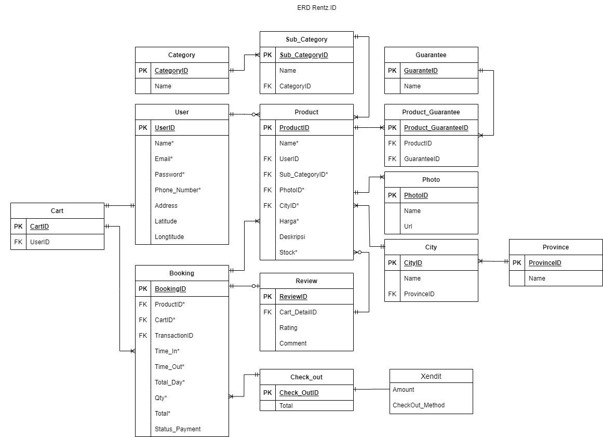 ERD Rentz.ID
Category
PK CategoryID
Name
Sub_Category
PK Sub_CategoryID
Name
FK CategoryID
Guarantee
PK GuaranteID
Name
User
PK UserID
Name*
Email*
Password*
Phone_Number*
Address
Latitude
Longtitude
Product
PK ProductID
Name*
FK UserID
FK Sub_CategoryID*
FK PhotoID*
FK CityID*
Harga*
Deskripsi
Stock*
Product_Guarantee
PK Product_GuaranteeID
FK ProductID
FK GuaranteeID
Photo
PK PhotoID
Name
Url
Cart
PK CartID
FK UserID
City
PK CityID
Name
FK ProvinceID
Province
PK ProvinceID
Name
Booking
PK BookingID
FK ProductID*
FK CartID*
FK TransactionID
Time_In*
Time_Out*
Total_Day*
Qty*
Total*
Status_Payment
Review
PK ReviewID
FK Cart_DetailID
Rating
Comment
Check_out
PK Check_OutID
Total
Xendit
Amount
CheckOut_Method